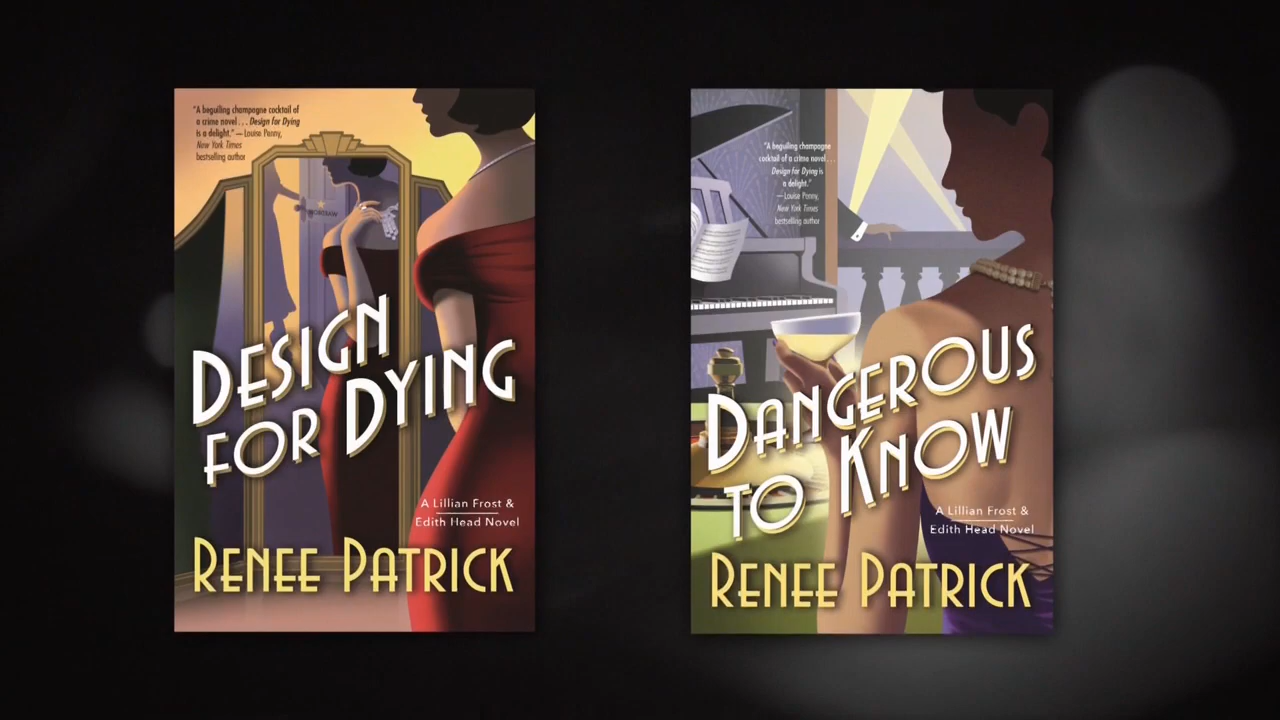 "A beguiling champagne cocktail of
a crime novel . . . Design for Dying
is a delight." — Louise Penny,
New York Times
bestselling author
DESIGN
FOR DYING
A Lillian Frost &
Edith Head Novel
RENEE PATRICK
"A beguiling champagne
cocktail of a crime novel . . .
Design for Dying is
a delight."
— Louise Penny,
New York Times
bestselling author
DANGEROUS
TO KNOW
A Lillian Frost &
Edith Head Novel
RENEE PATRICK